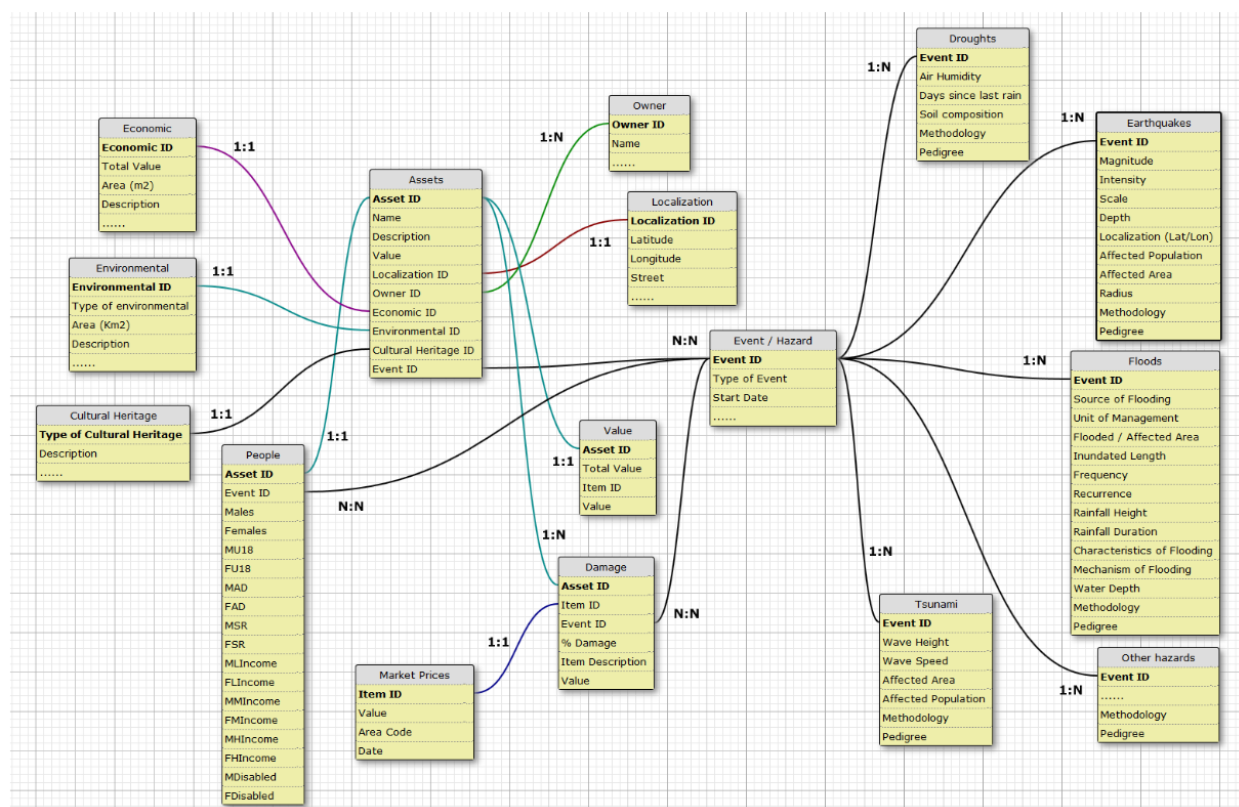 Economic
Economic ID
Total Value
Area (m2)
Description
......
1:1
Environmental
Environmental ID
Type of environmental
Area (Km2)
Description
......
1:1
Cultural Heritage
Type of Cultural Heritage
Description
......
1:1
People
Asset ID
Event ID
Males
Females
MU18
FU18
MAD
FAD
MSR
FSR
MLIncome
FLIncome
MMIncome
FMIncome
MHIncome
FHIncome
MDisabled
FDisabled
1:1
N:N
Assets
Asset ID
Name
Description
Value
Localization ID
Owner ID
Economic ID
Environmental ID
Cultural Heritage ID
Event ID
Owner
Owner ID
Name
......
1:N
Localization
Localization ID
Latitude
Longitude
Street
......
1:1
Value
Asset ID
Total Value
Item ID
Value
1:1
Damage
Asset ID
Item ID
Event ID
% Damage
Item Description
Value
1:N
N:N
Market Prices
Item ID
Value
Area Code
Date
1:1
Event / Hazard
Event ID
Type of Event
Start Date
......
N:N
Droughts
Event ID
Air Humidity
Days since last rain
Soil composition
Methodology
Pedigree
1:N
Earthquakes
Event ID
Magnitude
Intensity
Scale
Depth
Localization (Lat/Lon)
Affected Population
Affected Area
Radius
Methodology
Pedigree
1:N
Floods
Event ID
Source of Flooding
Unit of Management
Flooded / Affected Area
Inundated Length
Frequency
Recurrence
Rainfall Height
Rainfall Duration
Characteristics of Flooding
Mechanism of Flooding
Water Depth
Methodology
Pedigree
1:N
Tsunami
Event ID
Wave Height
Wave Speed
Affected Area
Affected Population
Methodology
Pedigree
1:N
Other hazards
Event ID
......
Methodology
Pedigree
1:N